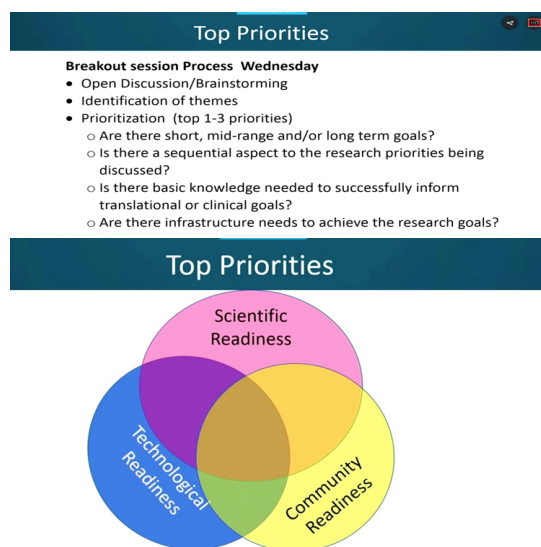 Top Priorities
Breakout session Process Wednesday
• Open Discussion/Brainstorming
• Identification of themes
• Prioritization (top 1-3 priorities)
o Are there short, mid-range and/or long term goals?
o Is there a sequential aspect to the research priorities being
discussed?
o Is there basic knowledge needed to successfully inform
translational or clinical goals?
o Are there infrastructure needs to achieve the research goals?
Top Priorities
Scientific
Readiness
Technological
Readiness
Community
Readiness